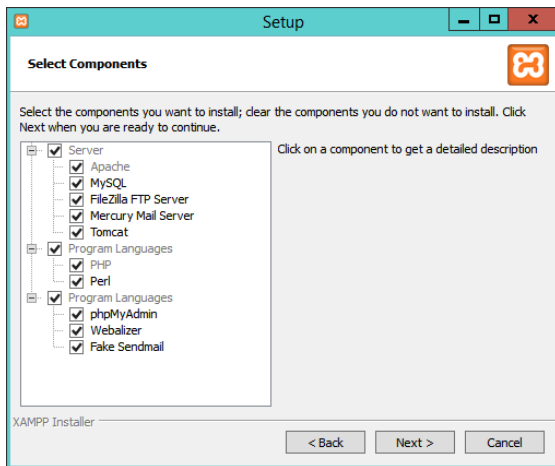 Setup
Select Components
Select the components you want to install; clear the components you do not want to install. Click
Next when you are ready to continue.
Server
Apache
MySQL
FileZilla FTP Server
Mercury Mail Server
Tomcat
Program Languages
PHP
Perl
Program Languages
phpMyAdmin
Webalizer
Fake Sendmail
Click on a component to get a detailed description
XAMPP Installer
< Back
Next >
Cancel